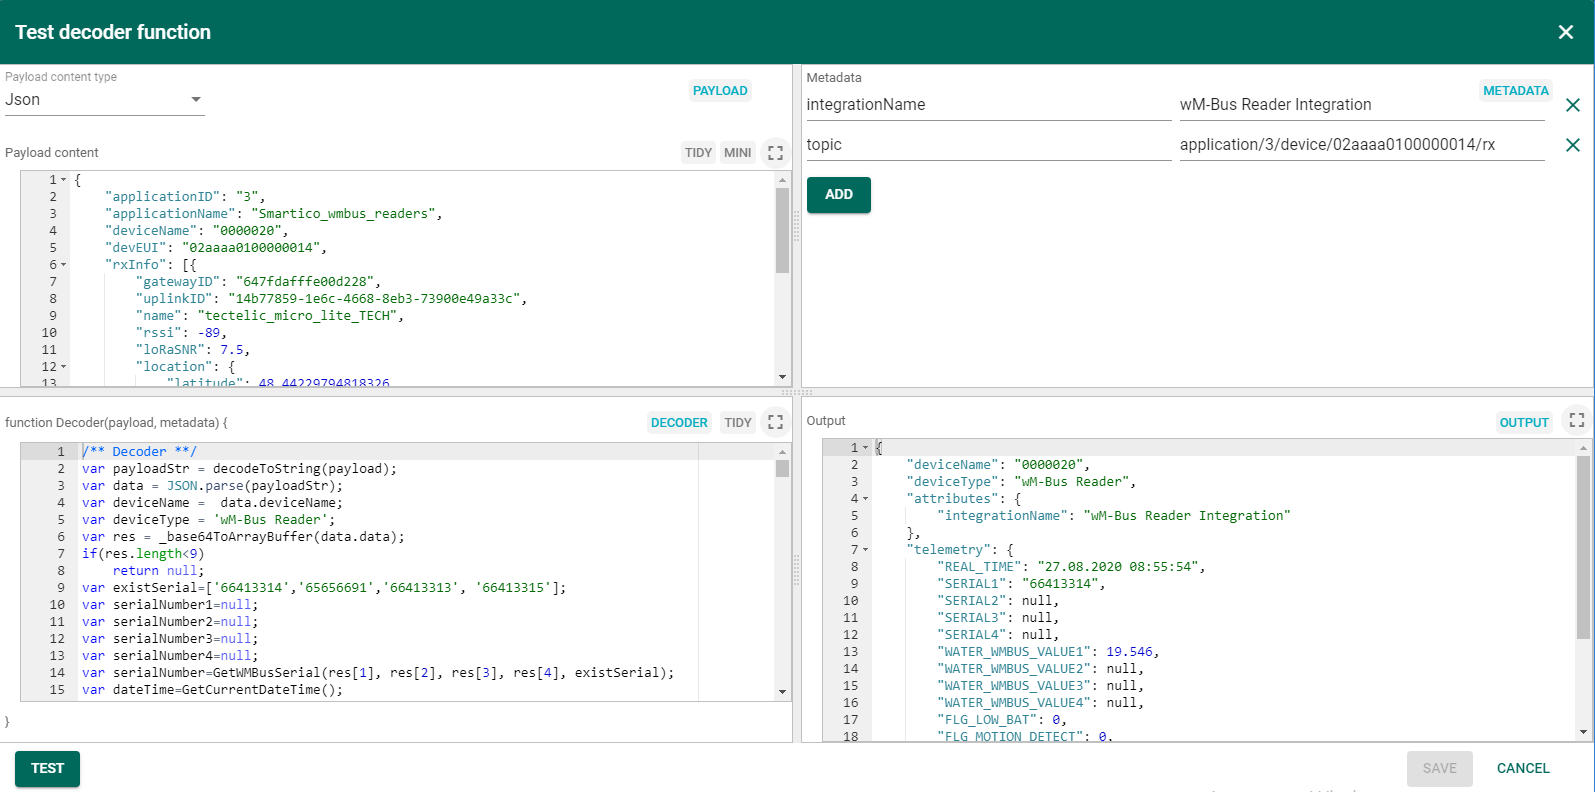 Test decoder function
Payload content type
Json
PAYLOAD
Payload content
TIDY MINI
1 {
2 "applicationID": "3",
3 "applicationName": "Smartico_wmbus_readers",
4 "deviceName": "0000020",
5 "devEUI": "02aaaa0100000014",
6 "rxInfo": [{
7 "gatewayID": "647fdafffe00d228",
8 "uplinkID": "14b77859-1e6c-4668-8eb3-73900e49a33c",
9 "name": "tectelic_micro_lite_TECH",
10 "rssi": -89,
11 "loRaSNR": 7.5,
12 "location": {
13 "latitude": 48.44229794818326
Metadata
METADATA
integrationName wM-Bus Reader Integration
topic application/3/device/02aaaa0100000014/rx
ADD
function Decoder(payload, metadata) {
DECODER TIDY
1 /** Decoder **/
2 var payloadStr = decodeToString(payload);
3 var data = JSON.parse(payloadStr);
4 var deviceName =  data.deviceName;
5 var deviceType = 'wM-Bus Reader';
6 var res = _base64ToArrayBuffer(data.data);
7 if(res.length<9)
8 return null;
9 var existSerial=['66413314','65656691','66413313', '66413315'];
10 var serialNumber1=null;
11 var serialNumber2=null;
12 var serialNumber3=null;
13 var serialNumber4=null;
14 var serialNumber=GetWMBusSerial(res[1], res[2], res[3], res[4], existSerial);
15 var dateTime=GetCurrentDateTime();
}
Output
OUTPUT
1 {
2 "deviceName": "0000020",
3 "deviceType": "wM-Bus Reader",
4 "attributes": {
5 "integrationName": "wM-Bus Reader Integration"
6 },
7 "telemetry": {
8 "REAL_TIME": "27.08.2020 08:55:54",
9 "SERIAL1": "66413314",
10 "SERIAL2": null,
11 "SERIAL3": null,
12 "SERIAL4": null,
13 "WATER_WMBUS_VALUE1": 19.546,
14 "WATER_WMBUS_VALUE2": null,
15 "WATER_WMBUS_VALUE3": null,
16 "WATER_WMBUS_VALUE4": null,
17 "FLG_LOW_BAT": 0,
18 "FLG_MOTION_DETECT": 0,
TEST
SAVE CANCEL